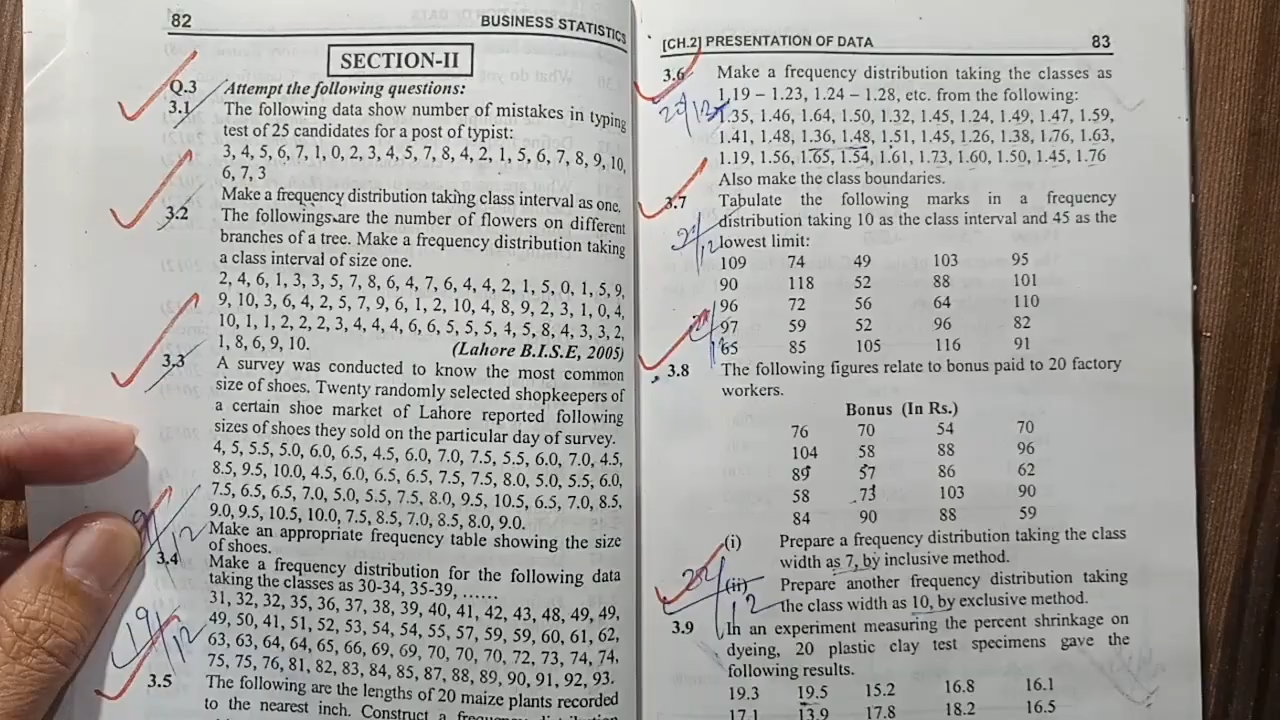 82 BUSINESS STATISTICS
SECTION-II
Q.3 Attempt the following questions:
3.1 The following data show number of mistakes in typing
test of 25 candidates for a post of typist:
3, 4, 5, 6, 7, 1, 0, 2, 3, 4, 5, 7, 8, 4, 2, 1, 5, 6, 7, 8, 9, 10,
6, 7, 3
Make a frequency distribution taking class interval as one.
3.2 The followings are the number of flowers on different
branches of a tree. Make a frequency distribution taking
a class interval of size one.
2, 4, 6, 1, 3, 3, 5, 7, 8, 6, 4, 7, 6, 4, 4, 2, 1, 5, 0, 1, 5, 9,
9, 10, 3, 6, 4, 2, 5, 7, 9, 6, 1, 2, 10, 4, 8, 9, 2, 3, 1, 0, 4,
10, 1, 1, 2, 2, 2, 3, 4, 4, 4, 6, 6, 5, 5, 5, 4, 5, 8, 4, 3, 3, 2,
1, 8, 6, 9, 10. (Lahore B.I.S.E, 2005)
3.3 A survey was conducted to know the most common
size of shoes. Twenty randomly selected shopkeepers of
a certain shoe market of Lahore reported following
sizes of shoes they sold on the particular day of survey.
4, 5, 5.5, 5.0, 6.0, 6.5, 4.5, 6.0, 7.0, 7.5, 5.5, 6.0, 7.0, 4.5,
8.5, 9.5, 10.0, 4.5, 6.0, 6.5, 6.5, 7.5, 7.5, 8.0, 5.0, 5.5, 6.0,
7.5, 6.5, 6.5, 7.0, 5.0, 5.5, 7.5, 8.0, 9.5, 10.5, 6.5, 7.0, 8.5,
9.0, 9.5, 10.5, 10.0, 7.5, 8.5, 7.0, 8.5, 8.0, 9.0.
Make an appropriate frequency table showing the size
of shoes.
3.4 Make a frequency distribution for the following data
taking the classes as 30-34, 35-39, ......
31, 32, 32, 35, 36, 37, 38, 39, 40, 41, 42, 43, 48, 49, 49,
49, 50, 41, 51, 52, 53, 54, 54, 55, 57, 59, 59, 60, 61, 62,
63, 63, 64, 64, 65, 66, 69, 69, 70, 70, 70, 72, 73, 74, 74,
75, 75, 76, 81, 82, 83, 84, 85, 87, 88, 89, 90, 91, 92, 93.
19/12
3.5 The following are the lengths of 20 maize plants recorded
to the nearest inch. Construct a
[CH.2] PRESENTATION OF DATA 83
3.6 Make a frequency distribution taking the classes as
1.19 – 1.23, 1.24 – 1.28, etc. from the following:
1.35, 1.46, 1.64, 1.50, 1.32, 1.45, 1.24, 1.49, 1.47, 1.59,
1.41, 1.48, 1.36, 1.48, 1.51, 1.45, 1.26, 1.38, 1.76, 1.63,
1.19, 1.56, 1.65, 1.54, 1.61, 1.73, 1.60, 1.50, 1.45, 1.76
Also make the class boundaries.
3.7 Tabulate the following marks in a frequency
distribution taking 10 as the class interval and 45 as the
lowest limit:
109 74 49 103 95
90 118 52 88 101
96 72 56 64 110
97 59 52 96 82
65 85 105 116 91
3.8 The following figures relate to bonus paid to 20 factory
workers.
Bonus (In Rs.)
76 70 54 70
104 58 88 96
89 57 86 62
58 73 103 90
84 90 88 59
(i) Prepare a frequency distribution taking the class
width as 7, by inclusive method.
(ii) Prepare another frequency distribution taking
the class width as 10, by exclusive method.
3.9 In an experiment measuring the percent shrinkage on
dyeing, 20 plastic clay test specimens gave the
following results.
19.3 19.5 15.2 16.8 16.1
17.1 13.9 17.8 18.2 16.5